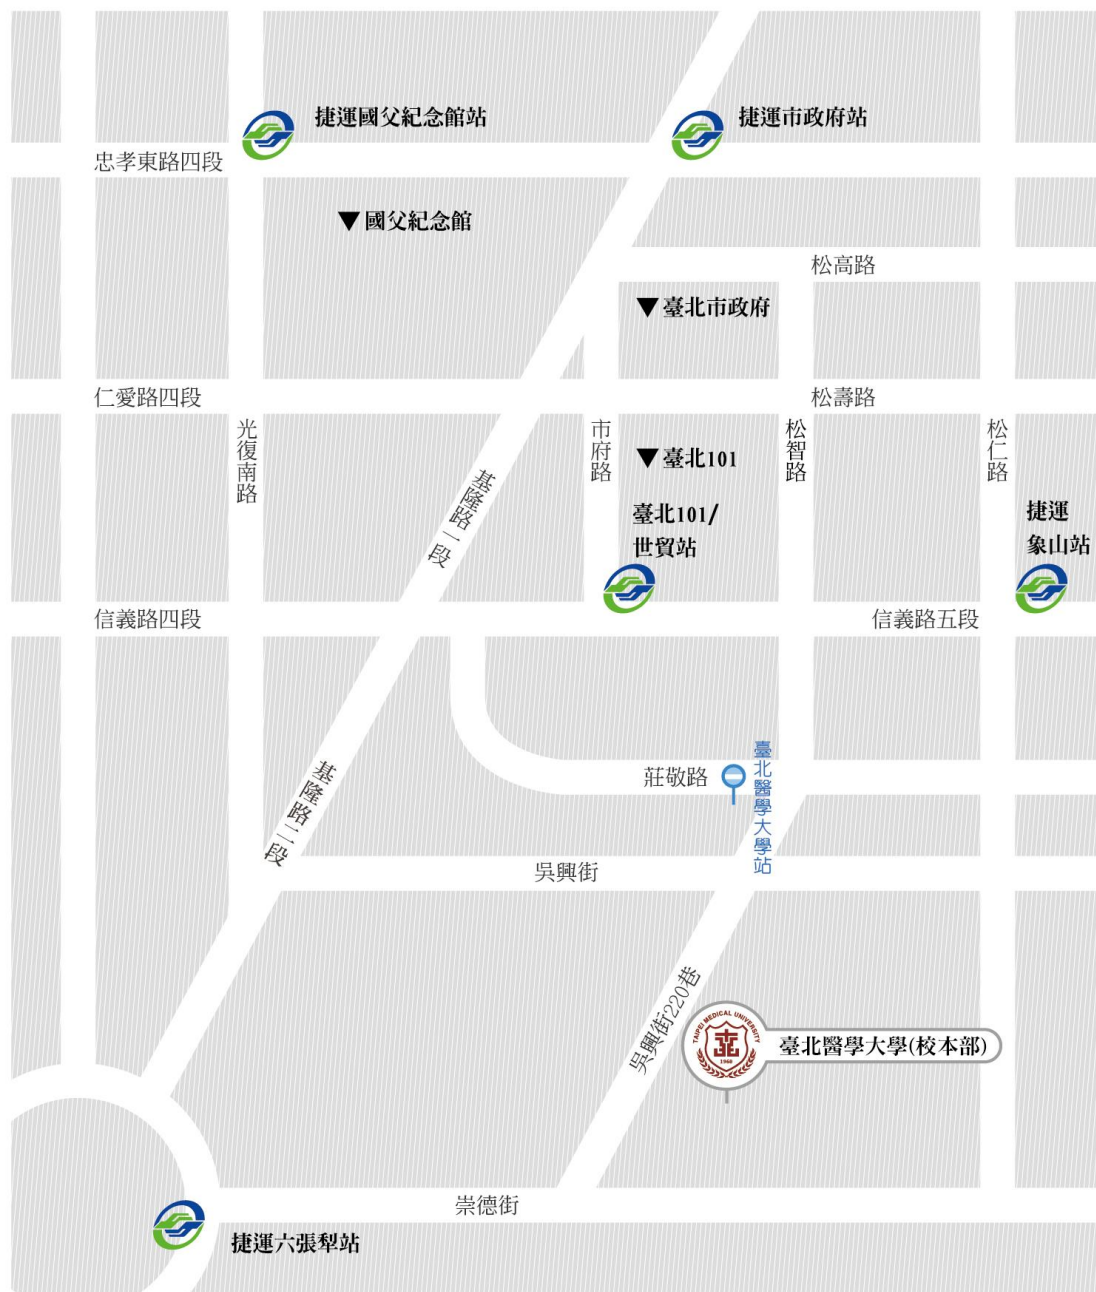 捷運國父紀念館站
捷運市政府站
忠孝東路四段
國父紀念館
松高路
臺北市政府
仁愛路四段
松壽路
光復南路
市府路
臺北101
松智路
松仁路
基隆路一段
臺北101/
世貿站
捷運
象山站
信義路四段
信義路五段
莊敬路
臺北醫學大學站
基隆路二段
吳興街
吳興街220巷
TAIPEI MEDICAL UNIVERSITY
1960
臺北醫學大學(校本部)
崇德街
捷運六張犁站